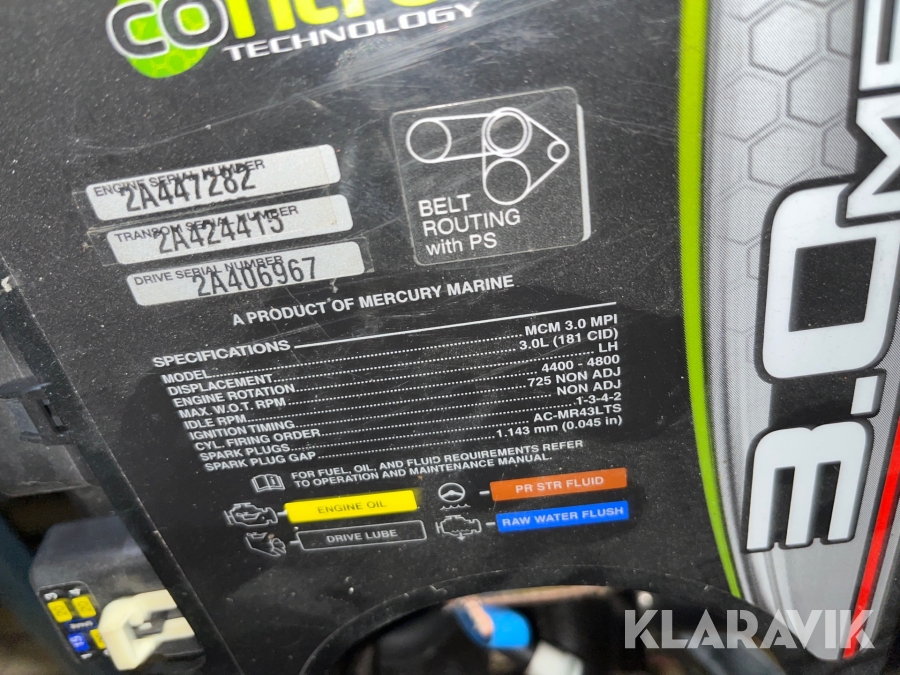 control
TECHNOLOGY
ENGINE SERIAL NUMBER
2A447282
TRANSOM SERIAL NUMBER
2A424415
DRIVE SERIAL NUMBER
2A406967
BELT
ROUTING
with PS
A PRODUCT OF MERCURY MARINE
SPECIFICATIONS
MODEL MCM 3.0 MPI
DISPLACEMENT 3.0L (181 CID)
ENGINE ROTATION LH
MAX W.O.T. RPM 4400 - 4800
IDLE RPM 725 NON ADJ
IGNITION TIMING NON ADJ
CYL. FIRING ORDER 1-3-4-2
SPARK PLUGS AC-MR43LTS
SPARK PLUG GAP 1.143 mm (0.045 in)
FOR FUEL, OIL, AND FLUID REQUIREMENTS REFER
TO OPERATION AND MAINTENANCE MANUAL.
ENGINE OIL
PR STR FLUID
DRIVE LUBE
RAW WATER FLUSH
3.0
KLARAVIK